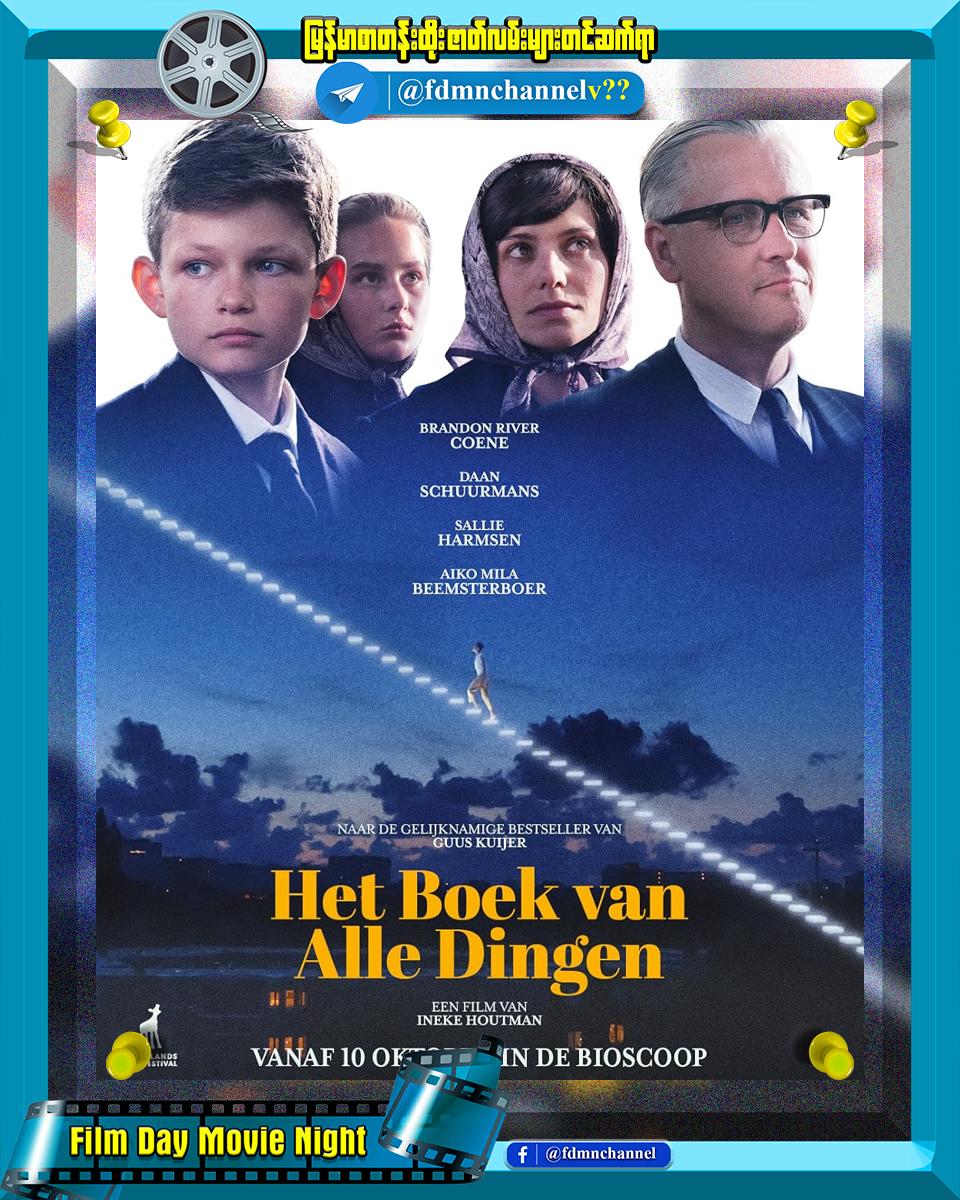 မြန်မာစာတန်းထိုးဇာတ်လမ်းများတင်ဆက်ရာ
@fdmnchannelv??
BRANDON RIVER
COENE
DAAN
SCHUURMANS
SALLIE
HARMSEN
AIKO MILA
BEEMSTERBOER
NAAR DE GELIJKNAMIGE BESTSELLER VAN
GUUS KUIJER
Het Boek van
Alle Dingen
EEN FILM VAN
INEKE HOUTMAN
VANAF 10 IN DE BIOSCOOP
Film Day Movie Night
@fdmnchannel